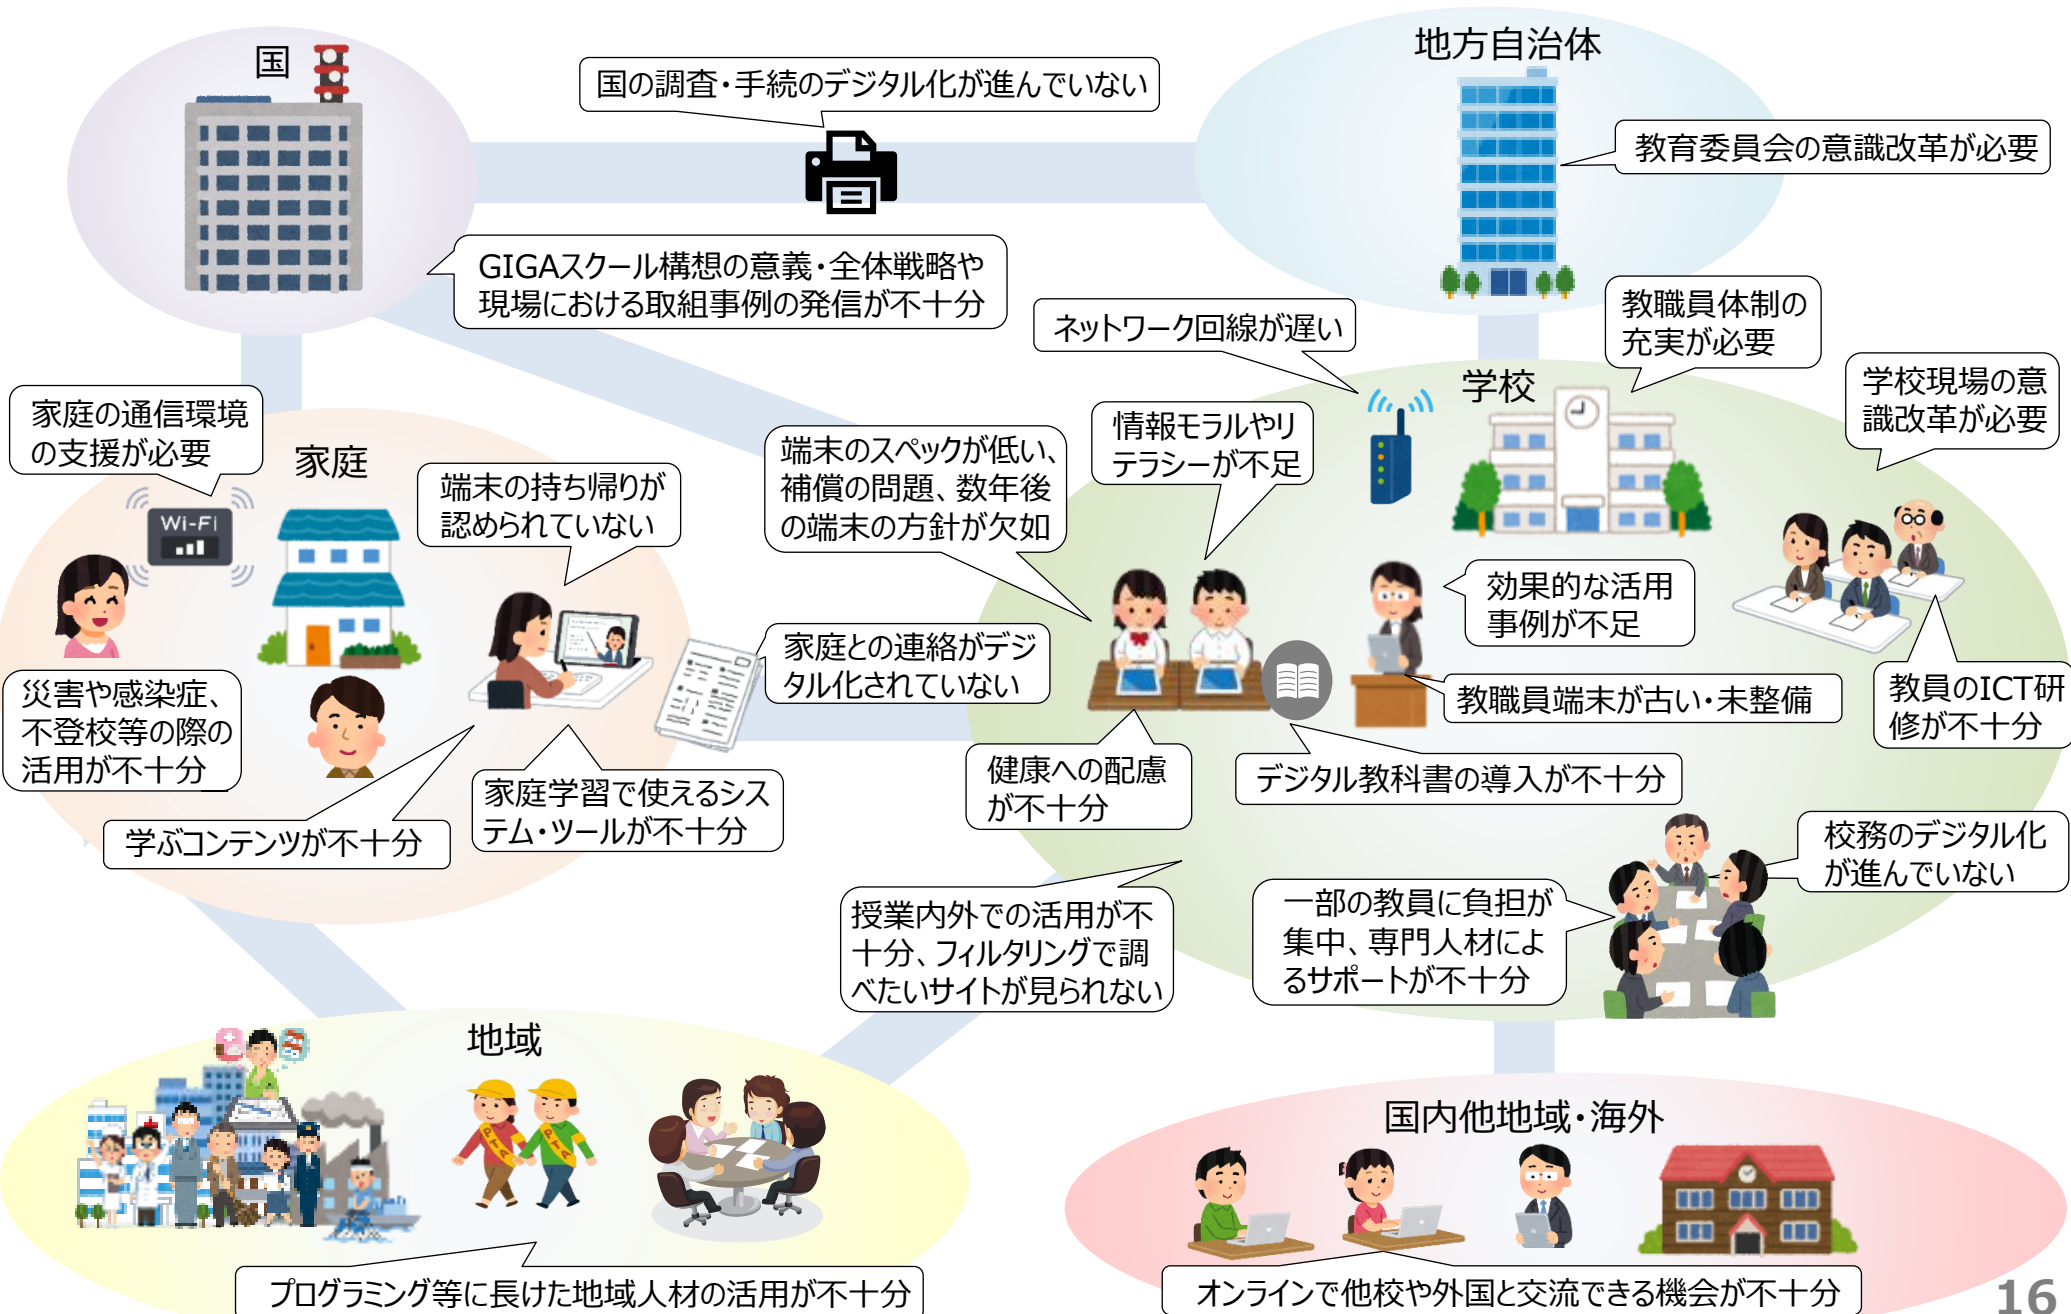 国
国の調査・手続のデジタル化が進んでいない
地方自治体
教育委員会の意識改革が必要
GIGAスクール構想の意義・全体戦略や
現場における取組事例の発信が不十分
ネットワーク回線が遅い
教職員体制の
充実が必要
学校
学校現場の意
識改革が必要
家庭の通信環境
の支援が必要
家庭
端末の持ち帰りが
認められていない
端末のスペックが低い、
補償の問題、数年後
の端末の方針が欠如
情報モラルやリ
テラシーが不足
Wi-Fi
効果的な活用
事例が不足
家庭との連絡がデジ
タル化されていない
教職員端末が古い・未整備
教員のICT研
修が不十分
災害や感染症、
不登校等の際の
活用が不十分
健康への配慮
が不十分
デジタル教科書の導入が不十分
家庭学習で使えるシス
テム・ツールが不十分
学ぶコンテンツが不十分
校務のデジタル化
が進んでいない
授業内外での活用が不
十分、フィルタリングで調
べたいサイトが見られない
一部の教員に負担が
集中、専門人材によ
るサポートが不十分
地域
PTA
PTA
国内他地域・海外
プログラミング等に長けた地域人材の活用が不十分
オンラインで他校や外国と交流できる機会が不十分
16